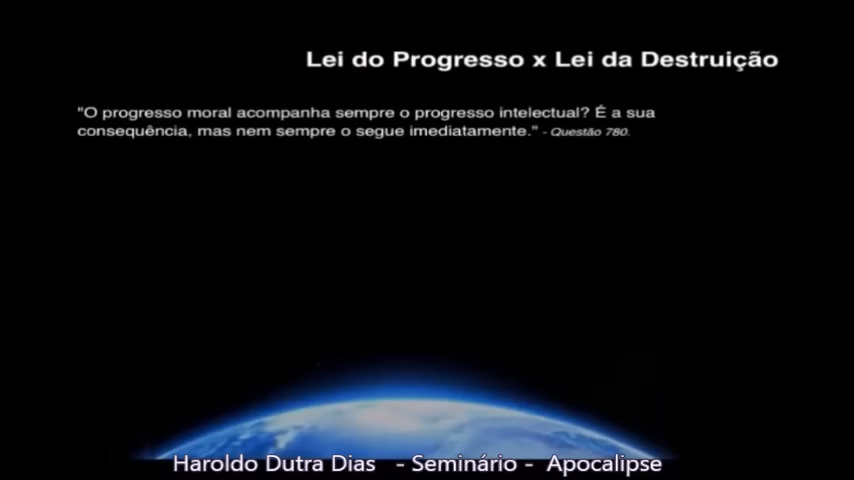 Lei do Progresso x Lei da Destruição
"O progresso moral acompanha sempre o progresso intelectual? É a sua
consequência, mas nem sempre o segue imediatamente." - Questão 780.
Haroldo Dutra Dias - Seminário - Apocalipse